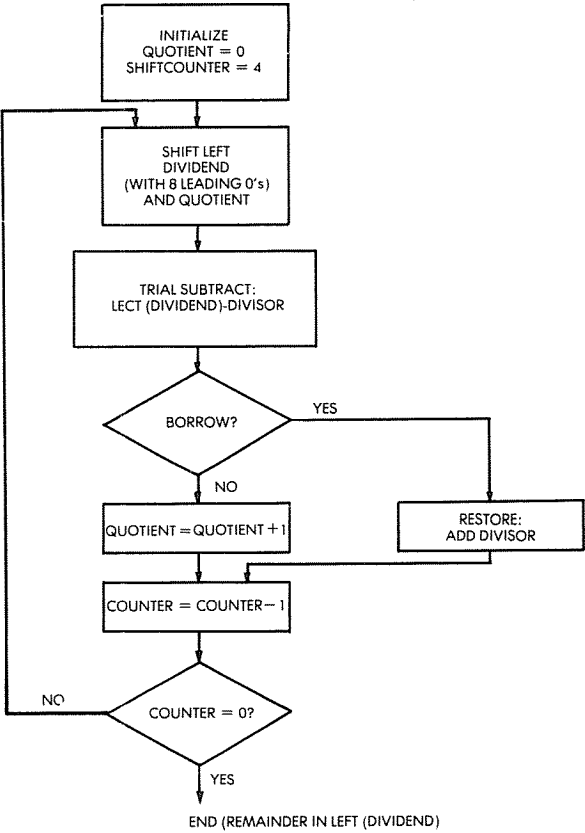 INITIALIZE
QUOTIENT = 0
SHIFTCOUNTER = 4
SHIFT LEFT
DIVIDEND
(WITH 8 LEADING 0's)
AND QUOTIENT
TRIAL SUBTRACT:
LECT (DIVIDEND)-DIVISOR
BORROW?
YES
NO
QUOTIENT = QUOTIENT + 1
RESTORE:
ADD DIVISOR
COUNTER = COUNTER - 1
NO
COUNTER = 0?
YES
END (REMAINDER IN LEFT (DIVIDEND)